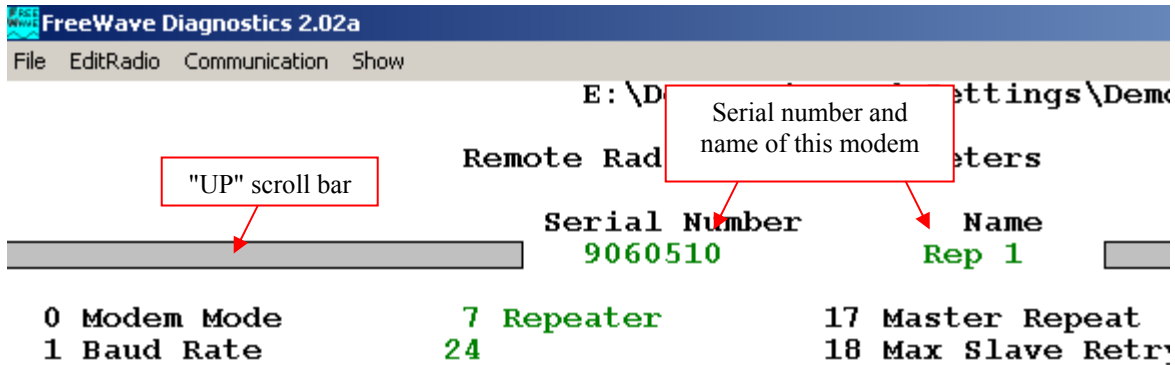 FreeWave Diagnostics 2.02a
File EditRadio Communication Show
E:\D ettings\Demo
Serial number and
name of this modem
Remote Rad eters
"UP" scroll bar
Serial Number Name
9060510 Rep 1
0 Modem Mode 7 Repeater 17 Master Repeat
1 Baud Rate 24 18 Max Slave Retry